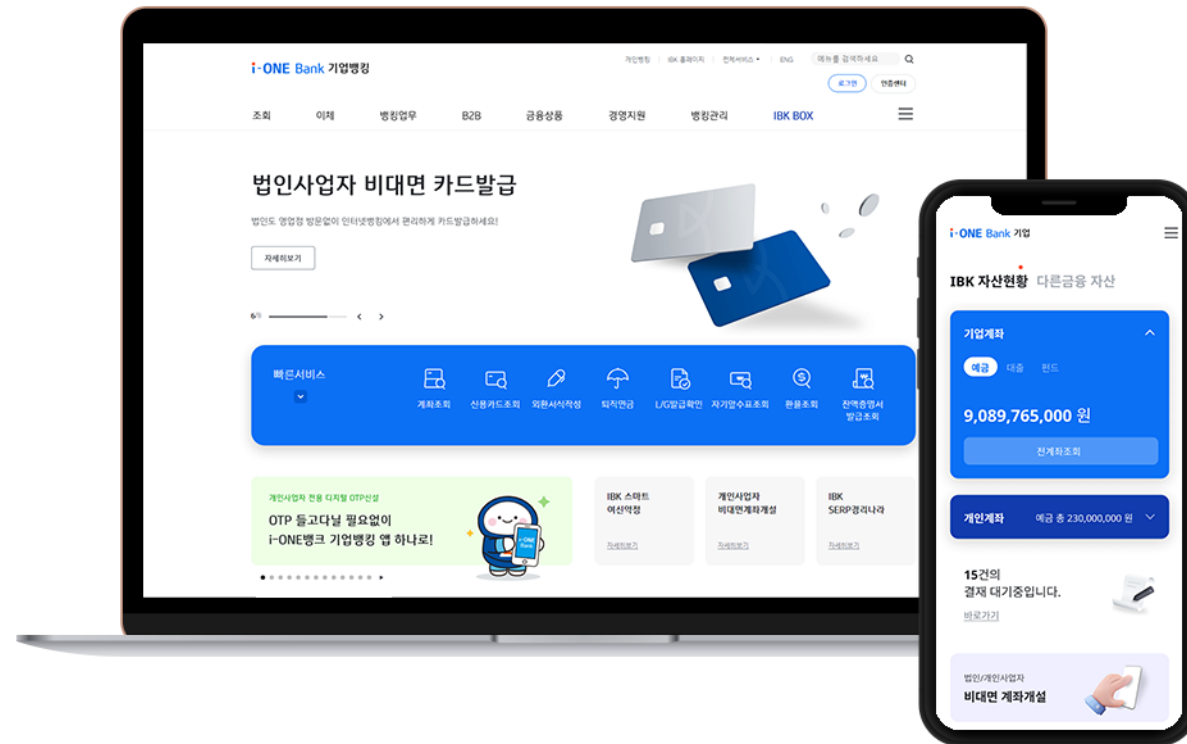 i-ONE Bank 기업뱅킹
개인뱅킹 IBK 홈페이지 전체서비스 ENG 메뉴를 검색하세요
로그인 인증센터
조회 이체 뱅킹업무 B2B 금융상품 경영지원 뱅킹관리 IBK BOX
법인사업자 비대면 카드발급
법인도 영업점 방문없이 인터넷뱅킹에서 편리하게 카드발급하세요!
자세히보기
빠른서비스
계좌조회 신용카드조회 외환서식작성 퇴직연금 L/G발급확인 자기앞수표조회 환율조회 잔액증명서
발급조회
개인사업자 전용 디지털 OTP신설
OTP 들고다닐 필요없이
i-ONE뱅크 기업뱅킹 앱 하나로!
i-ONE
Bank
IBK 스마트
여신약정
자세히보기
개인사업자
비대면계좌개설
자세히보기
IBK
SERP경리나라
자세히보기
i-ONE Bank 기업
IBK 자산현황 다른금융 자산
기업계좌
예금 대출 펀드
9,089,765,000 원
전계좌조회
개인계좌 예금 총 230,000,000 원
15건의
결재 대기중입니다.
바로가기
법인/개인사업자
비대면 계좌개설